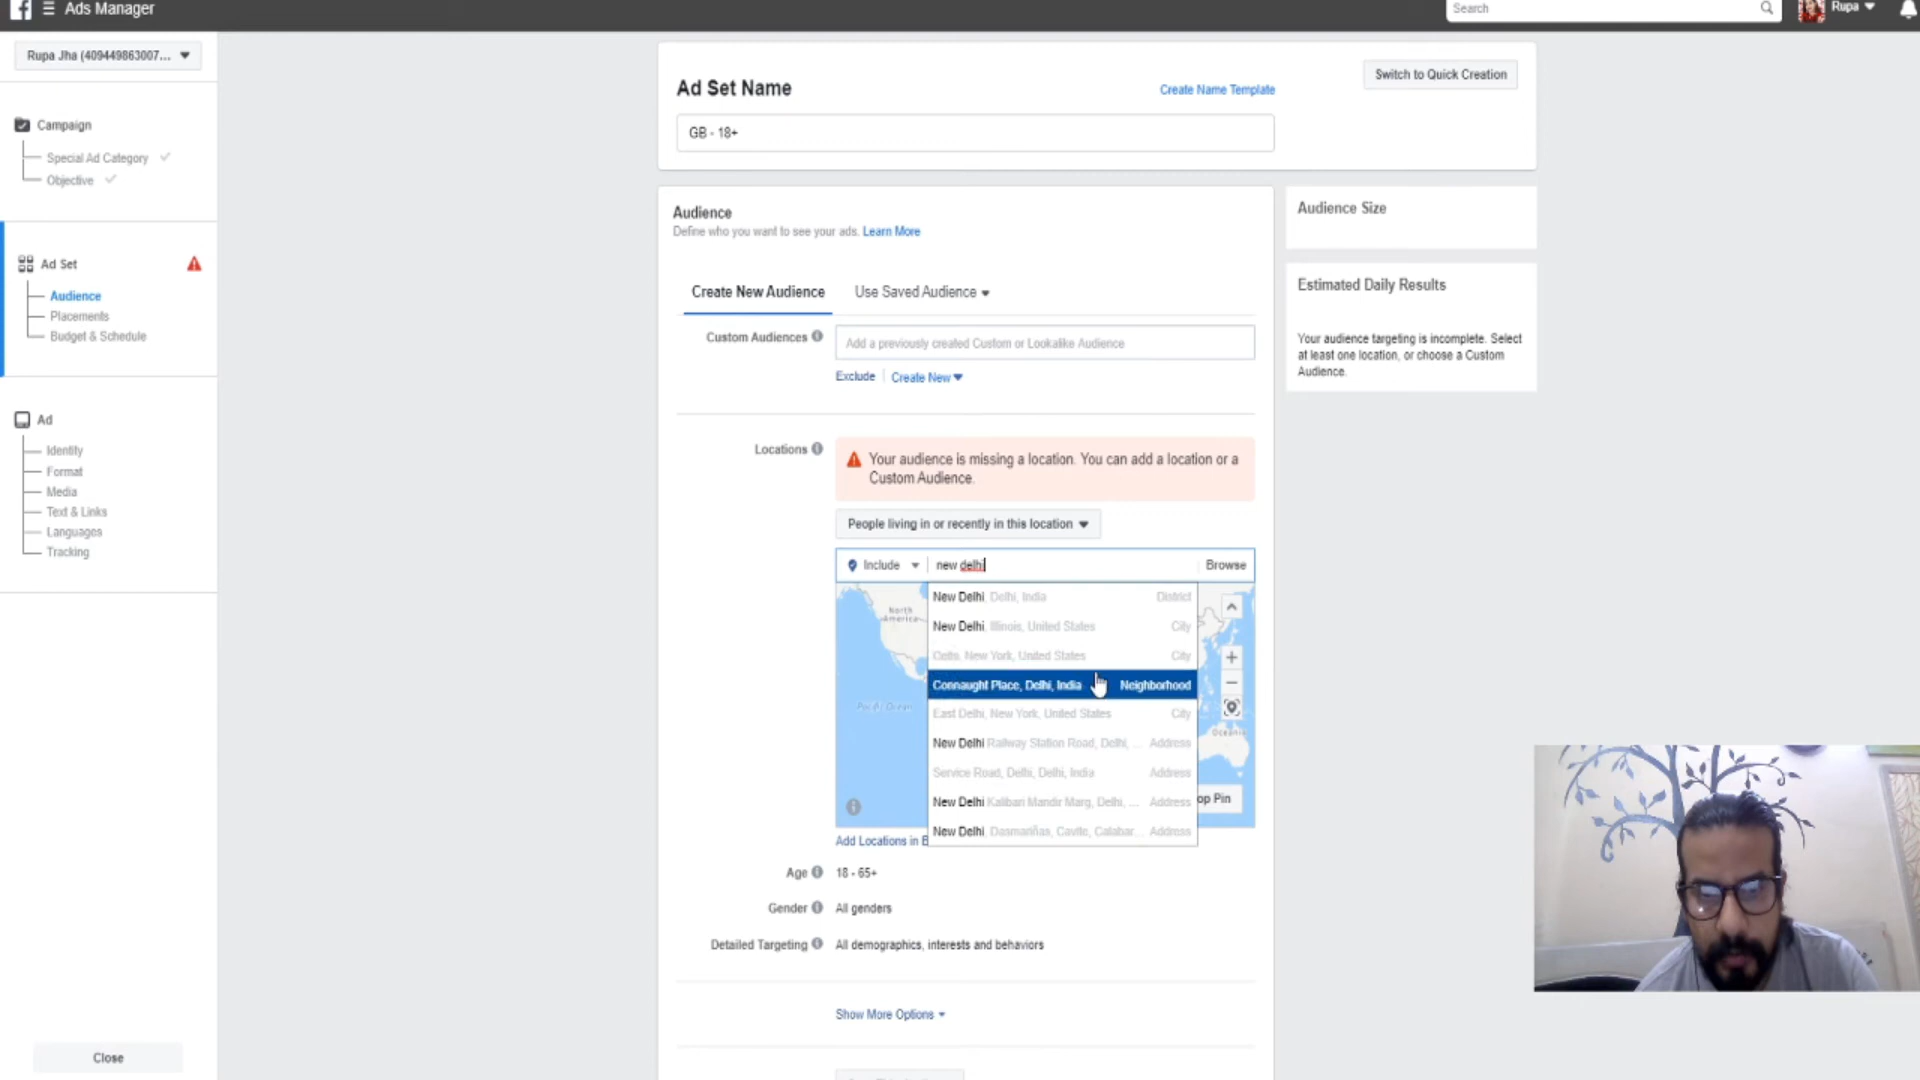 Ads Manager
Search
Rupa
Rupa Jha (409449863007...
Ad Set Name
Create Name Template
Switch to Quick Creation
GB - 18+
Campaign
Special Ad Category
Objective
Ad Set
Audience
Placements
Budget & Schedule
Ad
Identity
Format
Media
Text & Links
Languages
Tracking
Close
Audience
Define who you want to see your ads. Learn More
Create New Audience
Use Saved Audience
Custom Audiences
Add a previously created Custom or Lookalike Audience
Exclude
Create New
Locations
Your audience is missing a location. You can add a location or a
Custom Audience.
People living in or recently in this location
Include
new delhi
Browse
New Delhi, Delhi, India District
New Delhi, Illinois, United States City
New York, United States City
Connaught Place, Delhi, India Neighborhood
East Delhi, New York, United States City
New Delhi Railway Station Road, Delhi, ... Address
Service Road, Delhi, Delhi, India Address
New Delhi Kalibari Mandir Marg, Delhi, ... Address
New Delhi, Dasmariñas, Cavite, Calabar... Address
North
America
Pacific Ocean
Oceania
op Pin
Add Locations in B
Age
18 - 65+
Gender
All genders
Detailed Targeting
All demographics, interests and behaviors
Show More Options
Audience Size
Estimated Daily Results
Your audience targeting is incomplete. Select
at least one location, or choose a Custom
Audience.